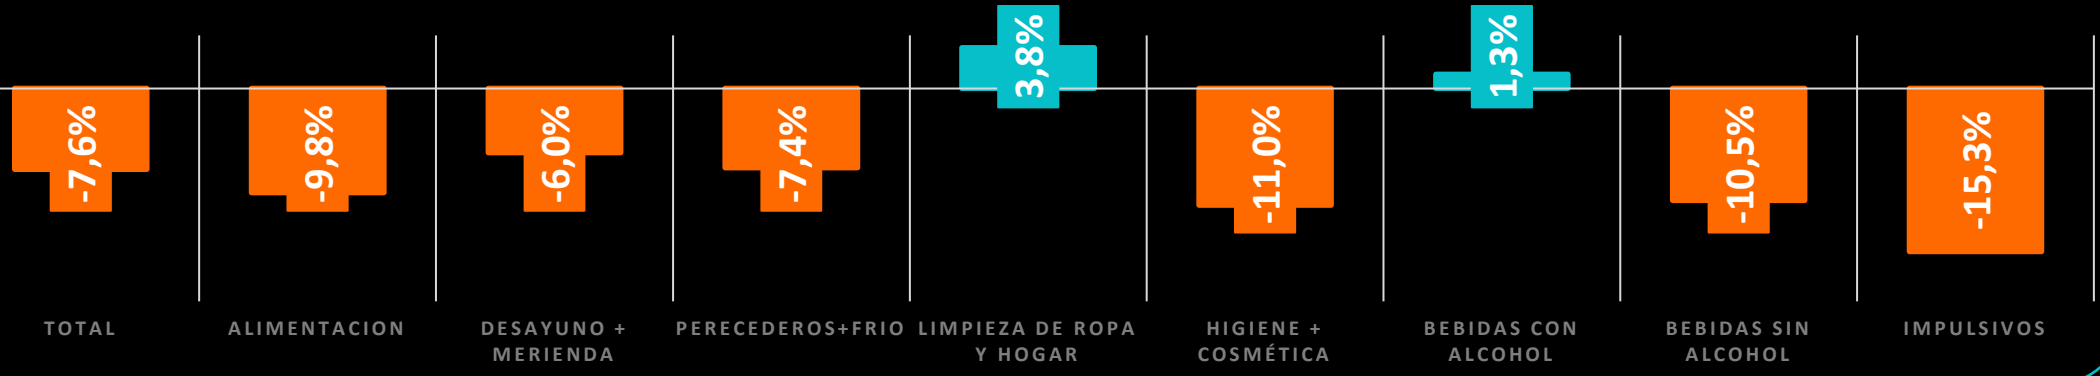 -7,6%
-9,8%
-6,0%
-7,4%
3,8%
-11,0%
1,3%
-10,5%
-15,3%
TOTAL
ALIMENTACION
DESAYUNO +
MERIENDA
PERECEDEROS+FRIO
LIMPIEZA DE ROPA
Y HOGAR
HIGIENE +
COSMÉTICA
BEBIDAS CON
ALCOHOL
BEBIDAS SIN
ALCOHOL
IMPULSIVOS